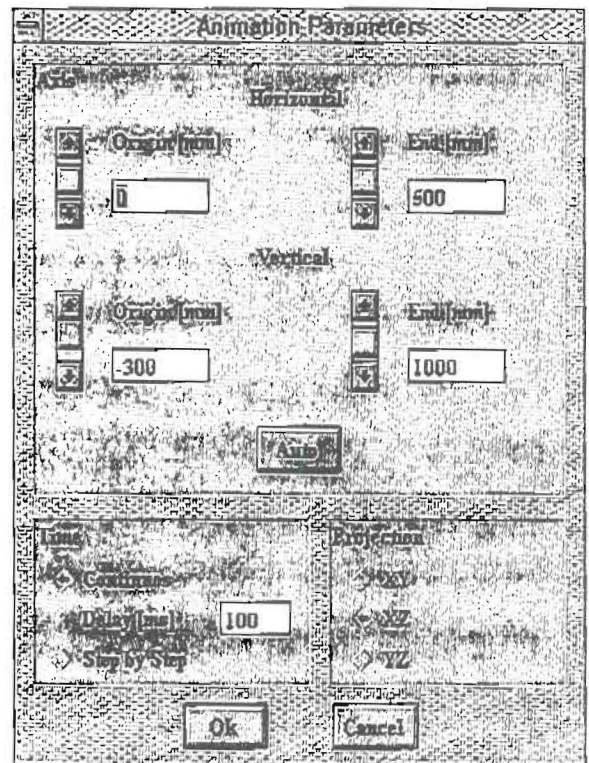 Animation Parameters
Axis
Horizontal
Origin [mm] End [mm]
0 500
Vertical
Origin [mm] End [mm]
-300 1000
Auto
Time Projection
Continuos XY
Delay [ms] 100 XZ
Step by Step YZ
Ok Cancel